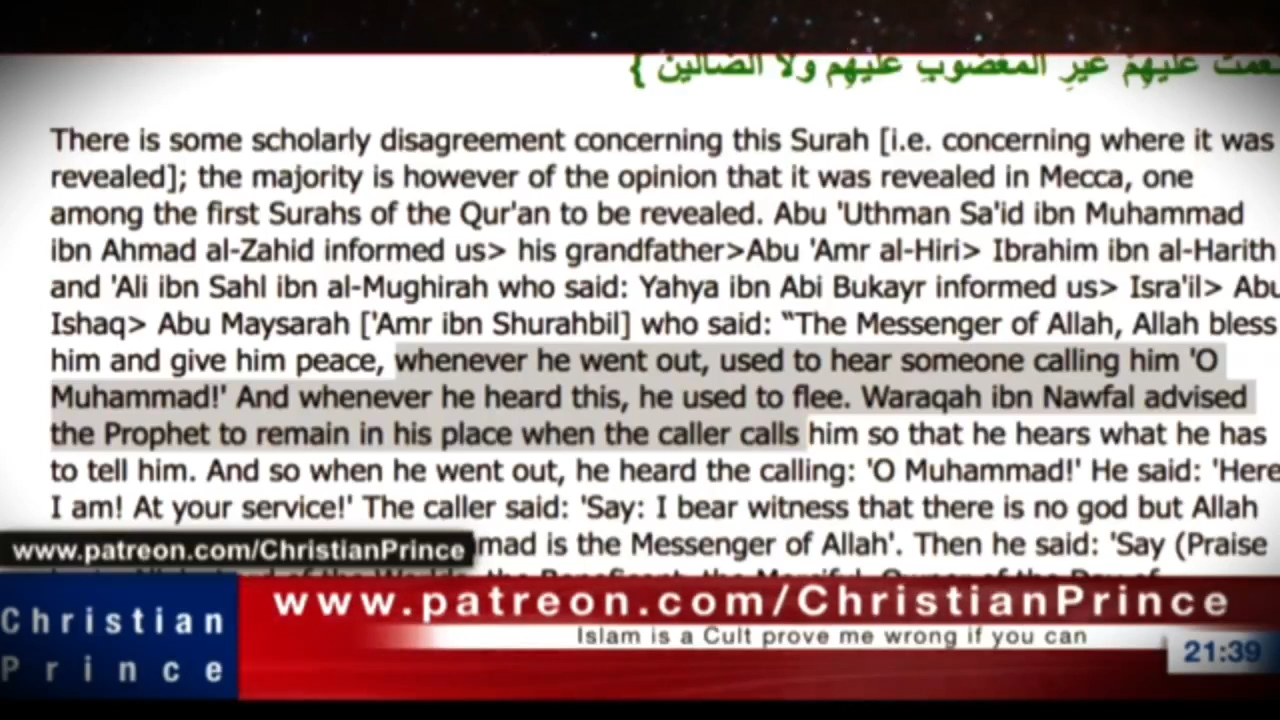 عليهم غير المغضوب عليهم ولا الضالين }
There is some scholarly disagreement concerning this Surah [i.e. concerning where it was
revealed]; the majority is however of the opinion that it was revealed in Mecca, one
among the first Surahs of the Qur'an to be revealed. Abu 'Uthman Sa'id ibn Muhammad
ibn Ahmad al-Zahid informed us> his grandfather>Abu 'Amr al-Hiri> Ibrahim ibn al-Harith
and 'Ali ibn Sahl ibn al-Mughirah who said: Yahya ibn Abi Bukayr informed us> Isra'il> Abu
Ishaq> Abu Maysarah ['Amr ibn Shurahbil] who said: “The Messenger of Allah, Allah bless
him and give him peace, whenever he went out, used to hear someone calling him 'O
Muhammad!' And whenever he heard this, he used to flee. Waraqah ibn Nawfal advised
the Prophet to remain in his place when the caller calls him so that he hears what he has
to tell him. And so when he went out, he heard the calling: 'O Muhammad!' He said: 'Here
I am! At your service!' The caller said: 'Say: I bear witness that there is no god but Allah
mad is the Messenger of Allah'. Then he said: 'Say (Praise
www.patreon.com/ChristianPrince
Christian
Prince
www.patreon.com/ChristianPrince
Islam is a Cult prove me wrong if you can
21:39